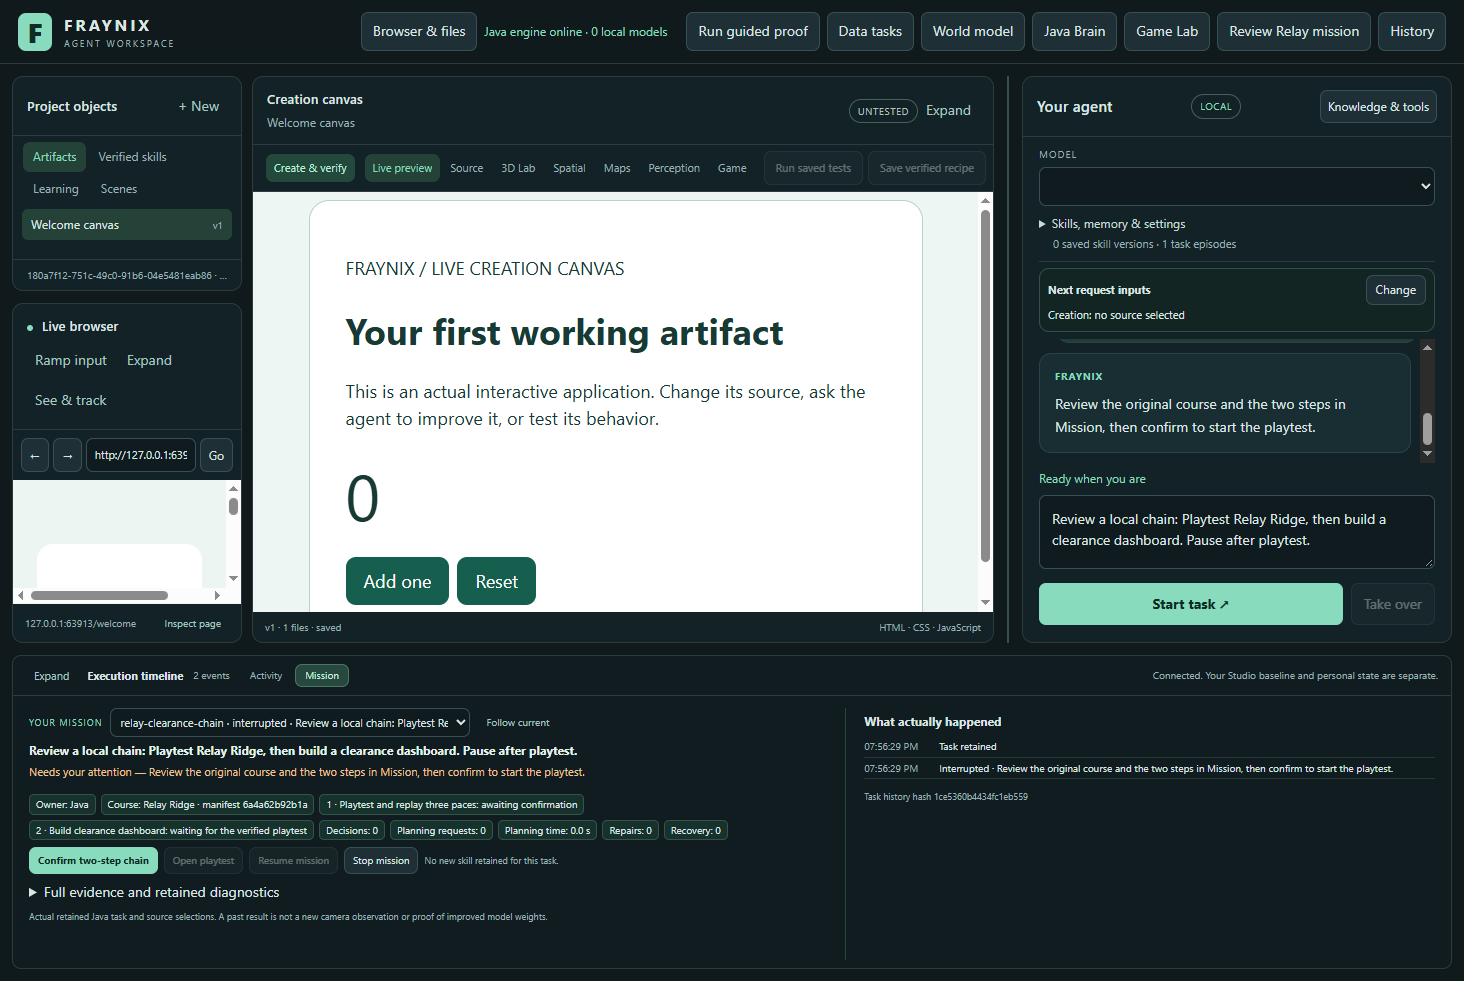 F
FRAYNIX
AGENT WORKSPACE
Browser & files
Java engine online · 0 local models
Run guided proof
Data tasks
World model
Java Brain
Game Lab
Review Relay mission
History
Project objects
+ New
Artifacts
Verified skills
Learning
Scenes
Welcome canvas
v1
180a7f12-751c-49c0-91b6-04e5481eab86 · ...
Live browser
Ramp input
Expand
See & track
←
→
http://127.0.0.1:639
Go
127.0.0.1:63913/welcome
Inspect page
Creation canvas
Welcome canvas
UNTESTED
Expand
Create & verify
Live preview
Source
3D Lab
Spatial
Maps
Perception
Game
Run saved tests
Save verified recipe
FRAYNIX / LIVE CREATION CANVAS
Your first working artifact
This is an actual interactive application. Change its source, ask the
agent to improve it, or test its behavior.
0
Add one
Reset
v1 · 1 files · saved
HTML · CSS · JavaScript
Your agent
LOCAL
Knowledge & tools
MODEL
Skills, memory & settings
0 saved skill versions · 1 task episodes
Next request inputs
Change
Creation: no source selected
FRAYNIX
Review the original course and the two steps in
Mission, then confirm to start the playtest.
Ready when you are
Review a local chain: Playtest Relay Ridge, then build a
clearance dashboard. Pause after playtest.
Start task ↗
Take over
Expand
Execution timeline
2 events
Activity
Mission
Connected. Your Studio baseline and personal state are separate.
YOUR MISSION
relay-clearance-chain · interrupted · Review a local chain: Playtest Re
Follow current
Review a local chain: Playtest Relay Ridge, then build a clearance dashboard. Pause after playtest.
Needs your attention — Review the original course and the two steps in Mission, then confirm to start the playtest.
Owner: Java
Course: Relay Ridge · manifest 6a4a62b92b1a
1 · Playtest and replay three paces: awaiting confirmation
2 · Build clearance dashboard: waiting for the verified playtest
Decisions: 0
Planning requests: 0
Planning time: 0.0 s
Repairs: 0
Recovery: 0
Confirm two-step chain
Open playtest
Resume mission
Stop mission
No new skill retained for this task.
Full evidence and retained diagnostics
Actual retained Java task and source selections. A past result is not a new camera observation or proof of improved model weights.
What actually happened
07:56:29 PM
Task retained
07:56:29 PM
Interrupted · Review the original course and the two steps in Mission, then confirm to start the playtest.
Task history hash 1ce5360b4434fc1eb559